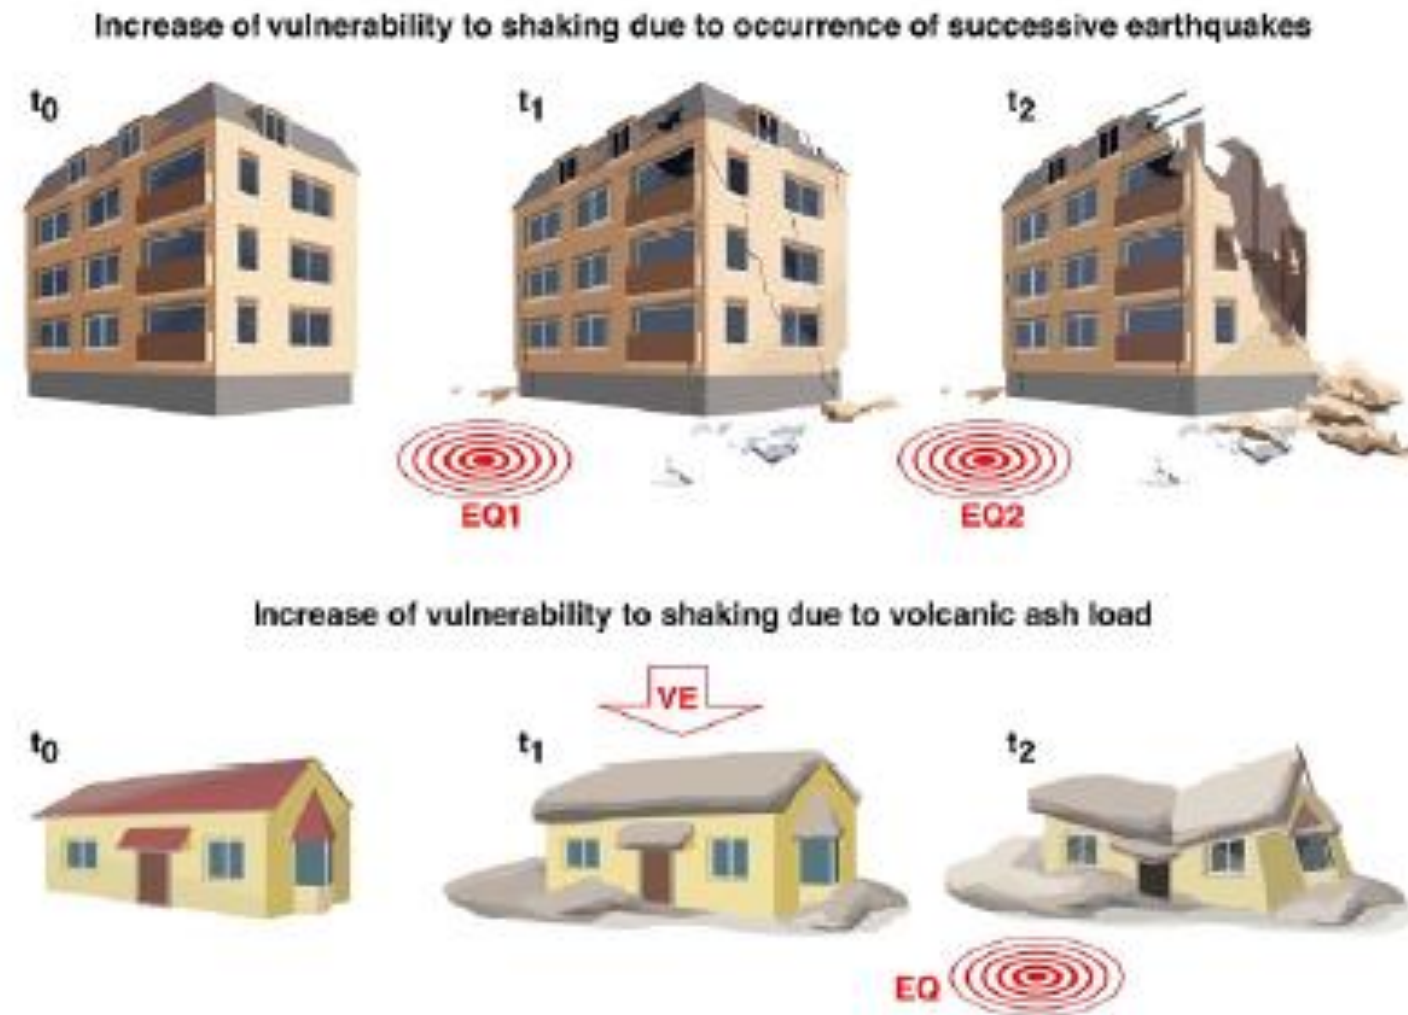 Increase of vulnerability to shaking due to occurrence of successive earthquakes
t0 t1 t2
EQ1 EQ2
Increase of vulnerability to shaking due to volcanic ash load
VE
t0 t1 t2
EQ